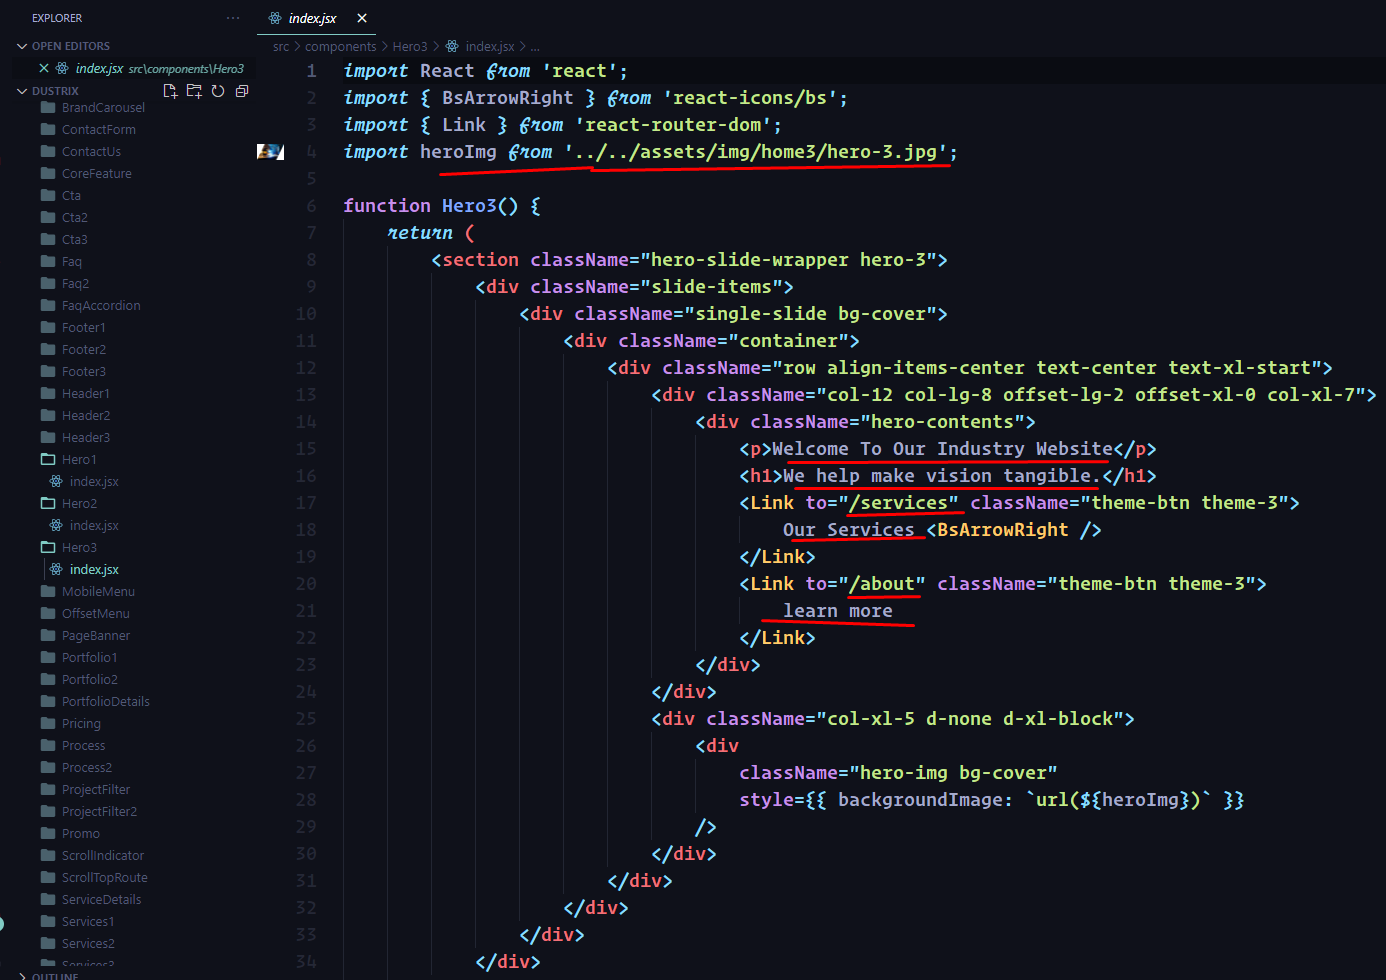 EXPLORER
···
OPEN EDITORS
index.jsx src\components\Hero3
DUSTRIX
BrandCarousel
ContactForm
ContactUs
CoreFeature
Cta
Cta2
Cta3
Faq
Faq2
FaqAccordion
Footer1
Footer2
Footer3
Header1
Header2
Header3
Hero1
index.jsx
Hero2
index.jsx
Hero3
index.jsx
MobileMenu
OffsetMenu
PageBanner
Portfolio1
Portfolio2
PortfolioDetails
Pricing
Process
Process2
ProjectFilter
ProjectFilter2
Promo
ScrollIndicator
ScrollTopRoute
ServiceDetails
Services1
Services2
Services3
OUTLINE
index.jsx
src > components > Hero3 > index.jsx > ...
1 import React from 'react';
2 import { BsArrowRight } from 'react-icons/bs';
3 import { Link } from 'react-router-dom';
4 import heroImg from '../../assets/img/home3/hero-3.jpg';
5
6 function Hero3() {
7 return (
8 <section className="hero-slide-wrapper hero-3">
9 <div className="slide-items">
10 <div className="single-slide bg-cover">
11 <div className="container">
12 <div className="row align-items-center text-center text-xl-start">
13 <div className="col-12 col-lg-8 offset-lg-2 offset-xl-0 col-xl-7">
14 <div className="hero-contents">
15 <p>Welcome To Our Industry Website</p>
16 <h1>We help make vision tangible.</h1>
17 <Link to="/services" className="theme-btn theme-3">
18 Our Services <BsArrowRight />
19 </Link>
20 <Link to="/about" className="theme-btn theme-3">
21 learn more
22 </Link>
23 </div>
24 </div>
25 <div className="col-xl-5 d-none d-xl-block">
26 <div
27 className="hero-img bg-cover"
28 style={{ backgroundImage: `url(${heroImg})` }}
29 />
30 </div>
31 </div>
32 </div>
33 </div>
34 </div>